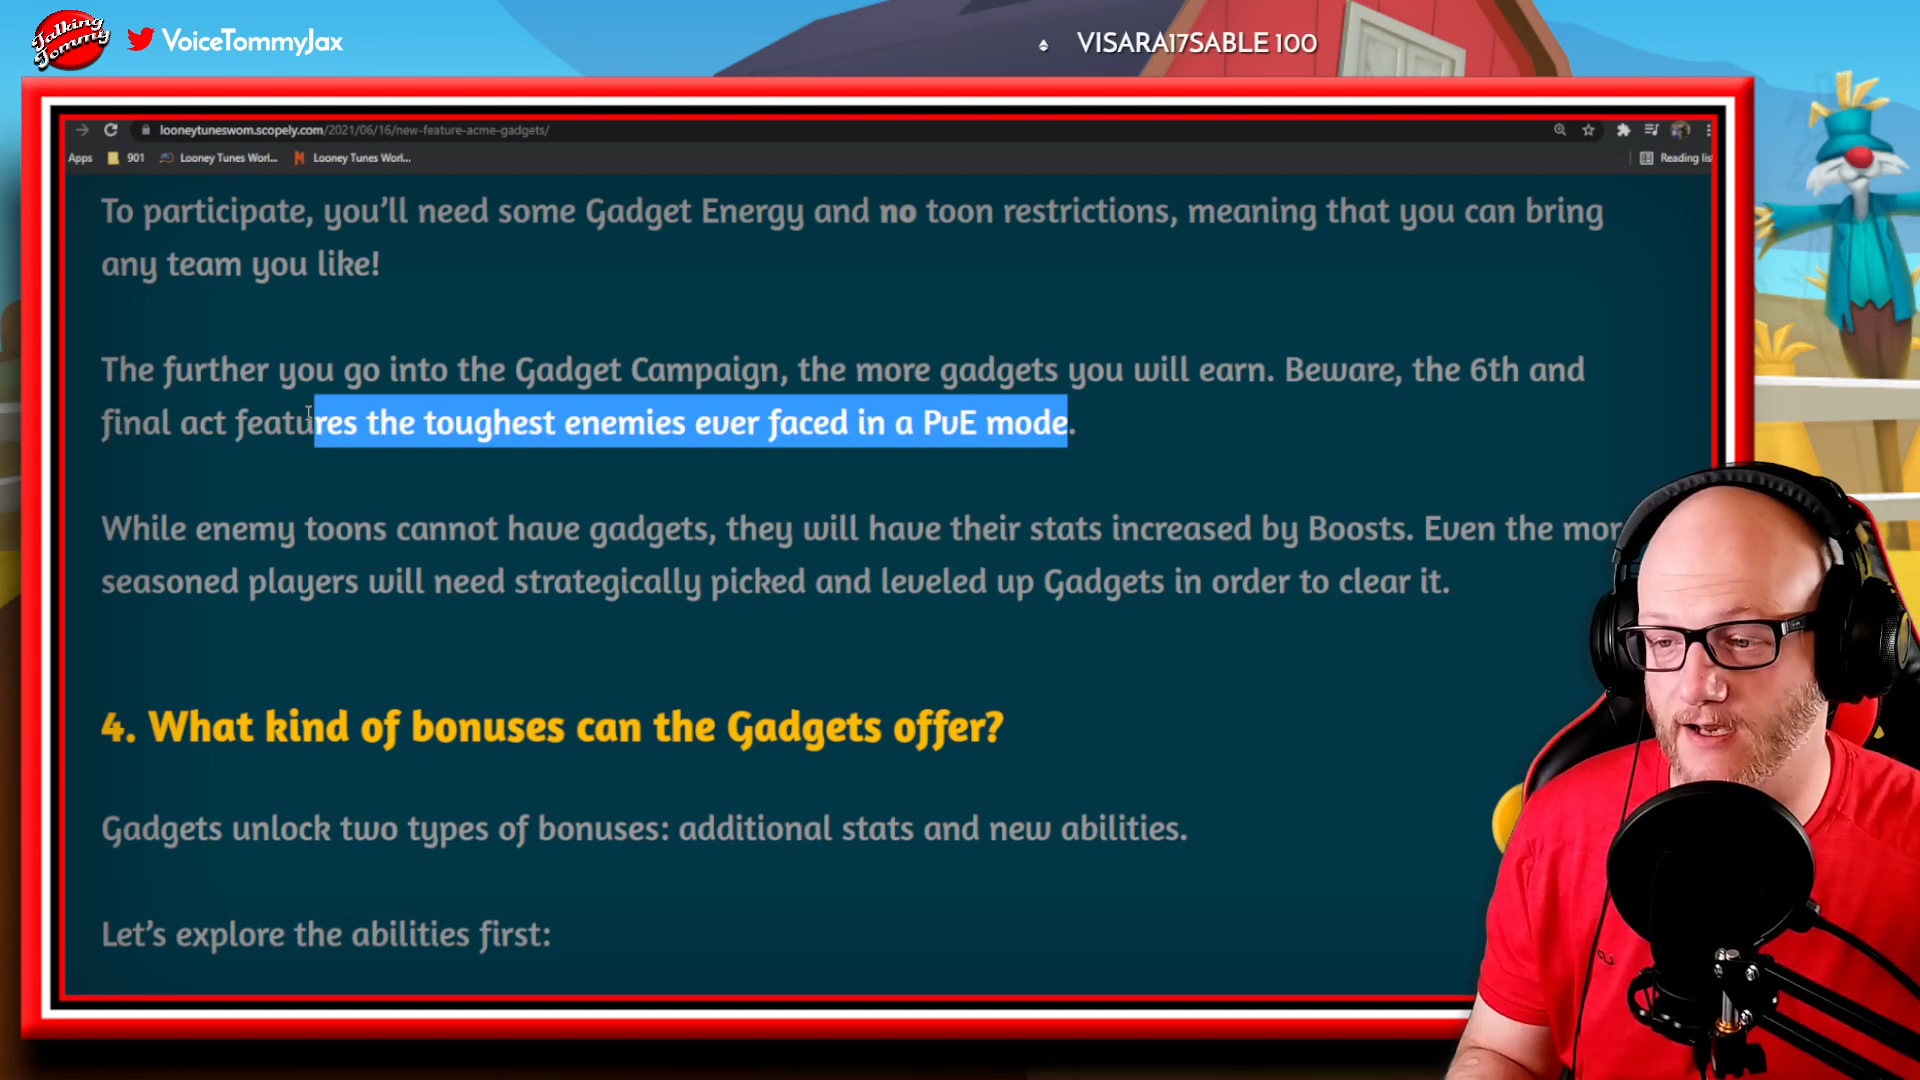 Talking Tommy
VoiceTommyJax
VISARA17SABLE 100
looneytuneswom.scopely.com/2021/06/16/new-feature-acme-gadgets/
Apps 901 Looney Tunes Worl... Looney Tunes Worl... Reading lis
To participate, you'll need some Gadget Energy and no toon restrictions, meaning that you can bring
any team you like!
The further you go into the Gadget Campaign, the more gadgets you will earn. Beware, the 6th and
final act features the toughest enemies ever faced in a PvE mode.
While enemy toons cannot have gadgets, they will have their stats increased by Boosts. Even the mor
seasoned players will need strategically picked and leveled up Gadgets in order to clear it.
4. What kind of bonuses can the Gadgets offer?
Gadgets unlock two types of bonuses: additional stats and new abilities.
Let's explore the abilities first: